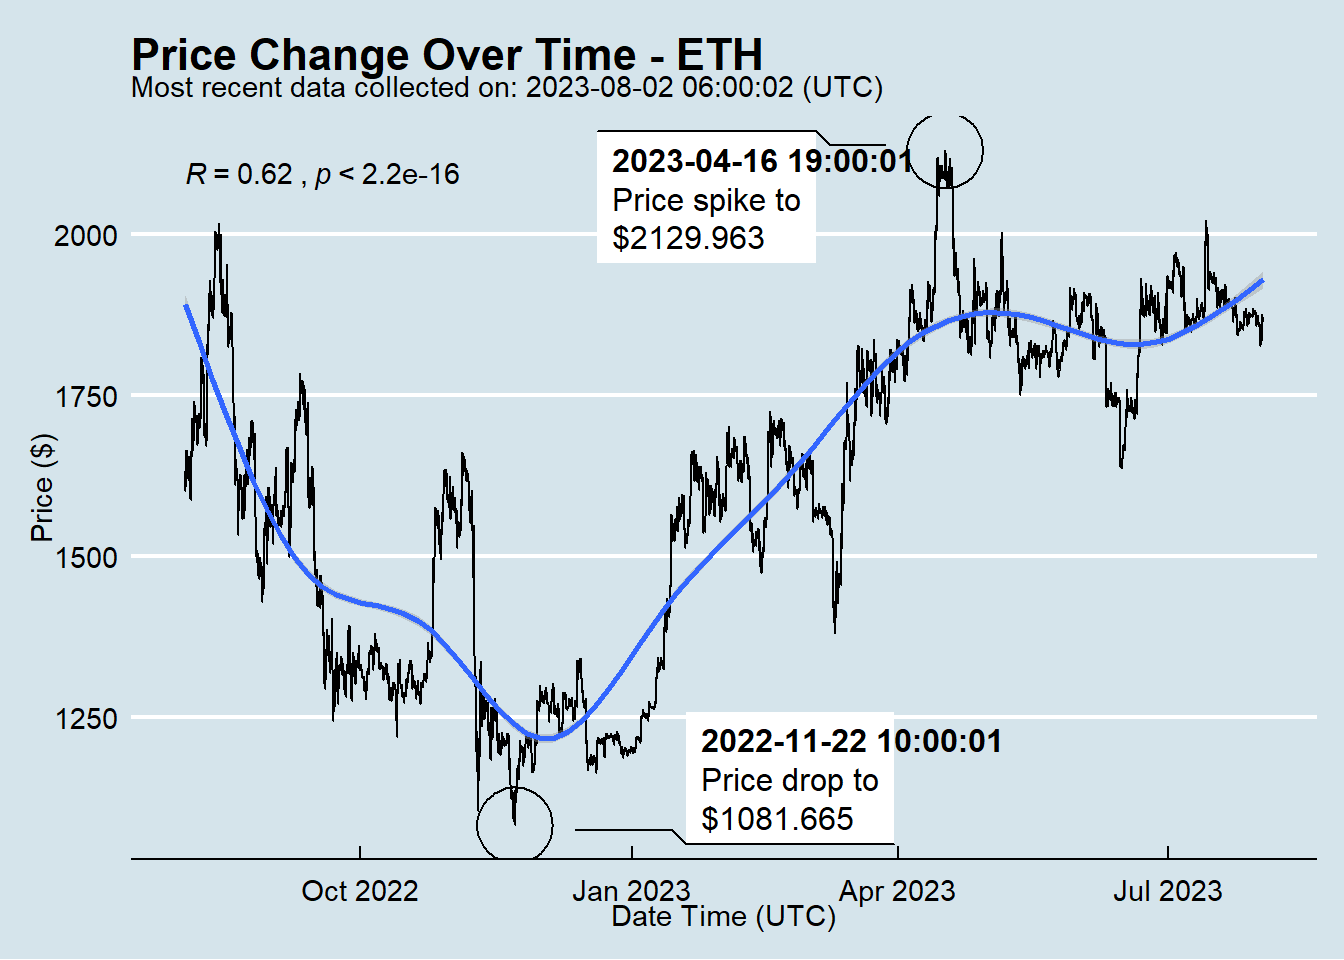 Price Change Over Time - ETH
Most recent data collected on: 2023-08-02 06:00:02 (UTC)
R = 0.62 , p < 2.2e-16
2023-04-16 19:00:01
Price spike to
$2129.963
2000
1750
1500
1250
Price ($)
2022-11-22 10:00:01
Price drop to
$1081.665
Oct 2022
Jan 2023
Apr 2023
Jul 2023
Date Time (UTC)